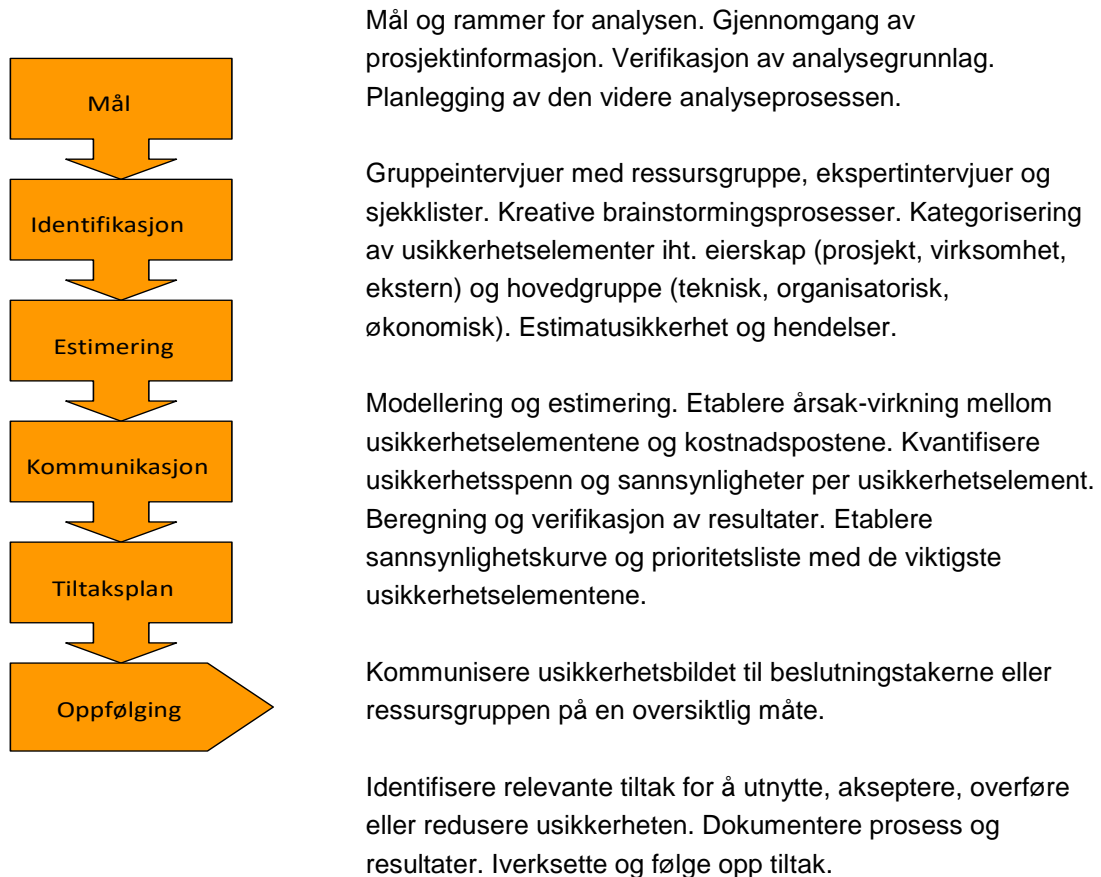 Mål
Identifikasjon
Estimering
Kommunikasjon
Tiltaksplan
Oppfølging
Mål og rammer for analysen. Gjennomgang av
prosjektinformasjon. Verifikasjon av analysegrunnlag.
Planlegging av den videre analyseprosessen.
Gruppeintervjuer med ressursgruppe, ekspertintervjuer og
sjekklister. Kreative brainstormingsprosesser. Kategorisering
av usikkerhetselementer iht. eierskap (prosjekt, virksomhet,
ekstern) og hovedgruppe (teknisk, organisatorisk,
økonomisk). Estimatusikkerhet og hendelser.
Modellering og estimering. Etablere årsak-virkning mellom
usikkerhetselementene og kostnadspostene. Kvantifisere
usikkerhetsspenn og sannsynligheter per usikkerhetselement.
Beregning og verifikasjon av resultater. Etablere
sannsynlighetskurve og prioritetsliste med de viktigste
usikkerhetselementene.
Kommunisere usikkerhetsbildet til beslutningstakerne eller
ressursgruppen på en oversiktlig måte.
Identifisere relevante tiltak for å utnytte, akseptere, overføre
eller redusere usikkerheten. Dokumentere prosess og
resultater. Iverksette og følge opp tiltak.